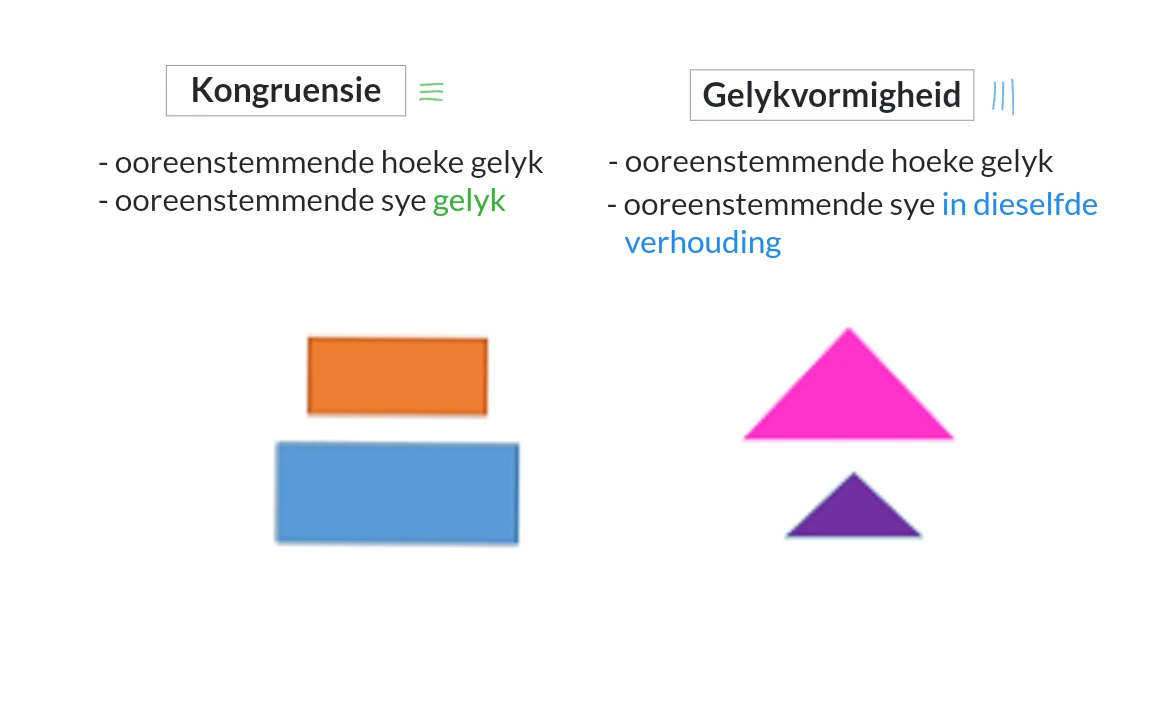 Kongruensie ≡
- ooreenstemmende hoeke gelyk
- ooreenstemmende sye gelyk
Gelykvormigheid |||
- ooreenstemmende hoeke gelyk
- ooreenstemmende sye in dieselfde
verhouding